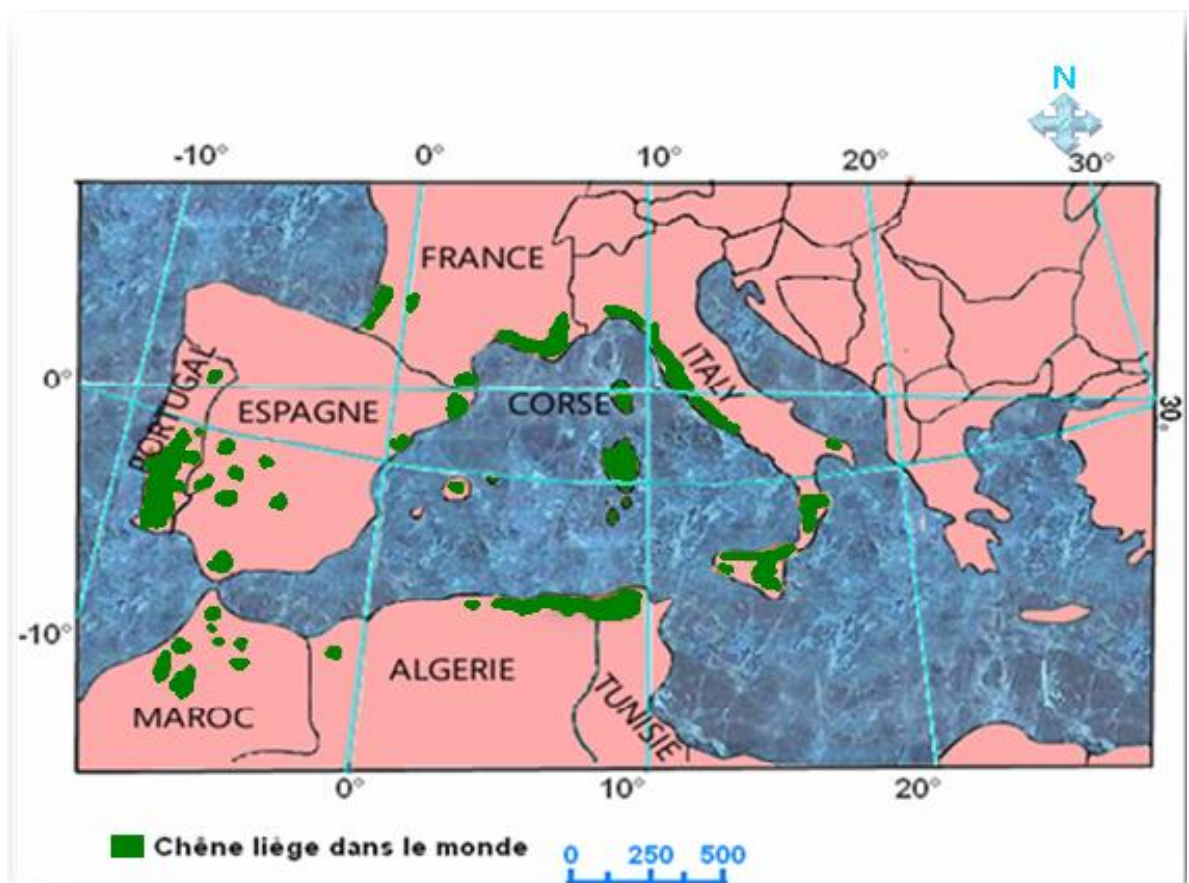 N
-10° 0° 10° 20° 30°
FRANCE
PORTUGAL
ITALY
0°
ESPAGNE
CORSE
30°
-10°
ALGERIE
MAROC
TUNISIE
0° 10° 20°
Chêne liège dans le monde
0 250 500